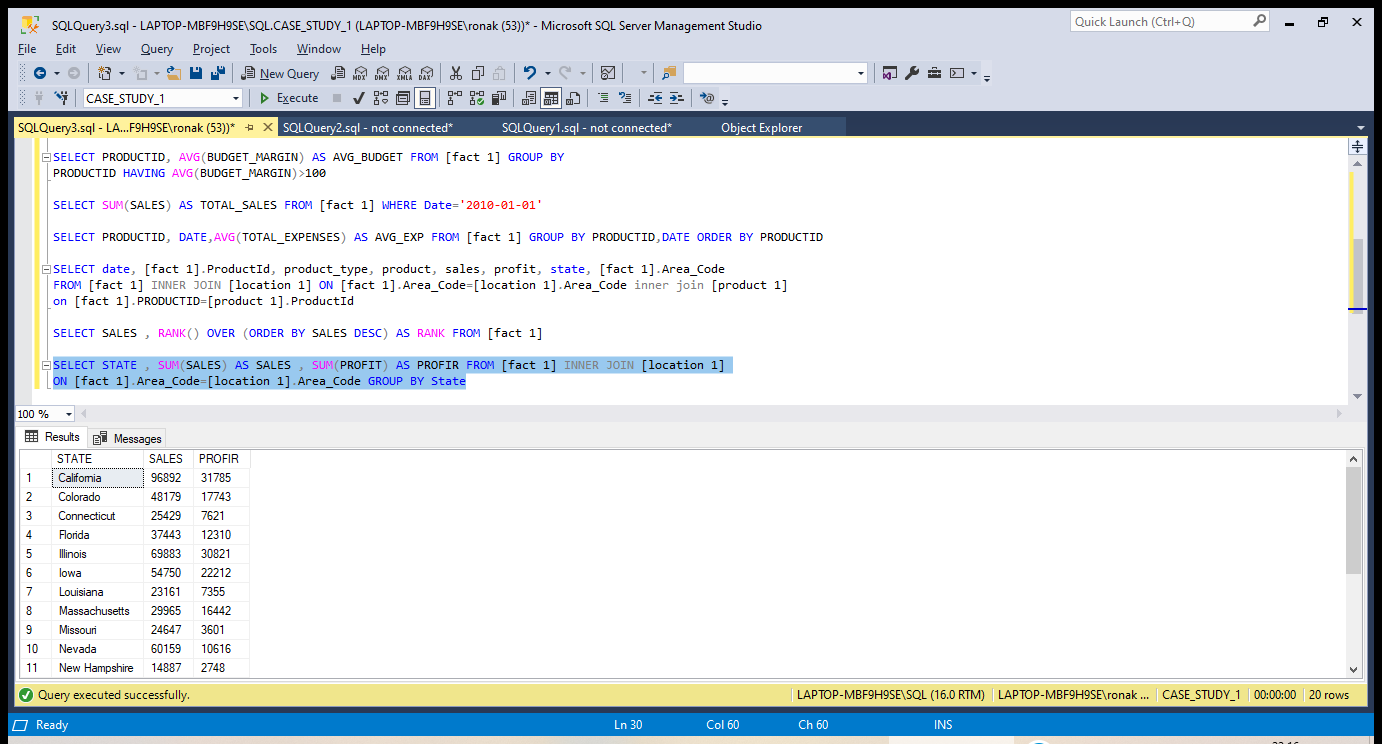 SQLQuery3.sql - LAPTOP-MBF9H9SE\SQL.CASE_STUDY_1 (LAPTOP-MBF9H9SE\ronak (53))* - Microsoft SQL Server Management Studio
Quick Launch (Ctrl+Q)
File Edit View Query Project Tools Window Help
New Query MDX DMX XMLA DAX
CASE_STUDY_1 Execute
SQLQuery3.sql - LA...F9H9SE\ronak (53))* SQLQuery2.sql - not connected* SQLQuery1.sql - not connected* Object Explorer
SELECT PRODUCTID, AVG(BUDGET_MARGIN) AS AVG_BUDGET FROM [fact 1] GROUP BY
PRODUCTID HAVING AVG(BUDGET_MARGIN)>100
SELECT SUM(SALES) AS TOTAL_SALES FROM [fact 1] WHERE Date='2010-01-01'
SELECT PRODUCTID, DATE,AVG(TOTAL_EXPENSES) AS AVG_EXP FROM [fact 1] GROUP BY PRODUCTID,DATE ORDER BY PRODUCTID
SELECT date, [fact 1].ProductId, product_type, product, sales, profit, state, [fact 1].Area_Code
FROM [fact 1] INNER JOIN [location 1] ON [fact 1].Area_Code=[location 1].Area_Code inner join [product 1]
on [fact 1].PRODUCTID=[product 1].ProductId
SELECT SALES , RANK() OVER (ORDER BY SALES DESC) AS RANK FROM [fact 1]
SELECT STATE , SUM(SALES) AS SALES , SUM(PROFIT) AS PROFIR FROM [fact 1] INNER JOIN [location 1]
ON [fact 1].Area_Code=[location 1].Area_Code GROUP BY State
100 %
Results Messages
STATE SALES PROFIR
1 California 96892 31785
2 Colorado 48179 17743
3 Connecticut 25429 7621
4 Florida 37443 12310
5 Illinois 69883 30821
6 Iowa 54750 22212
7 Louisiana 23161 7355
8 Massachusetts 29965 16442
9 Missouri 24647 3601
10 Nevada 60159 10616
11 New Hampshire 14887 2748
Query executed successfully. LAPTOP-MBF9H9SE\SQL (16.0 RTM) LAPTOP-MBF9H9SE\ronak ... CASE_STUDY_1 00:00:00 20 rows
Ready Ln 30 Col 60 Ch 60 INS